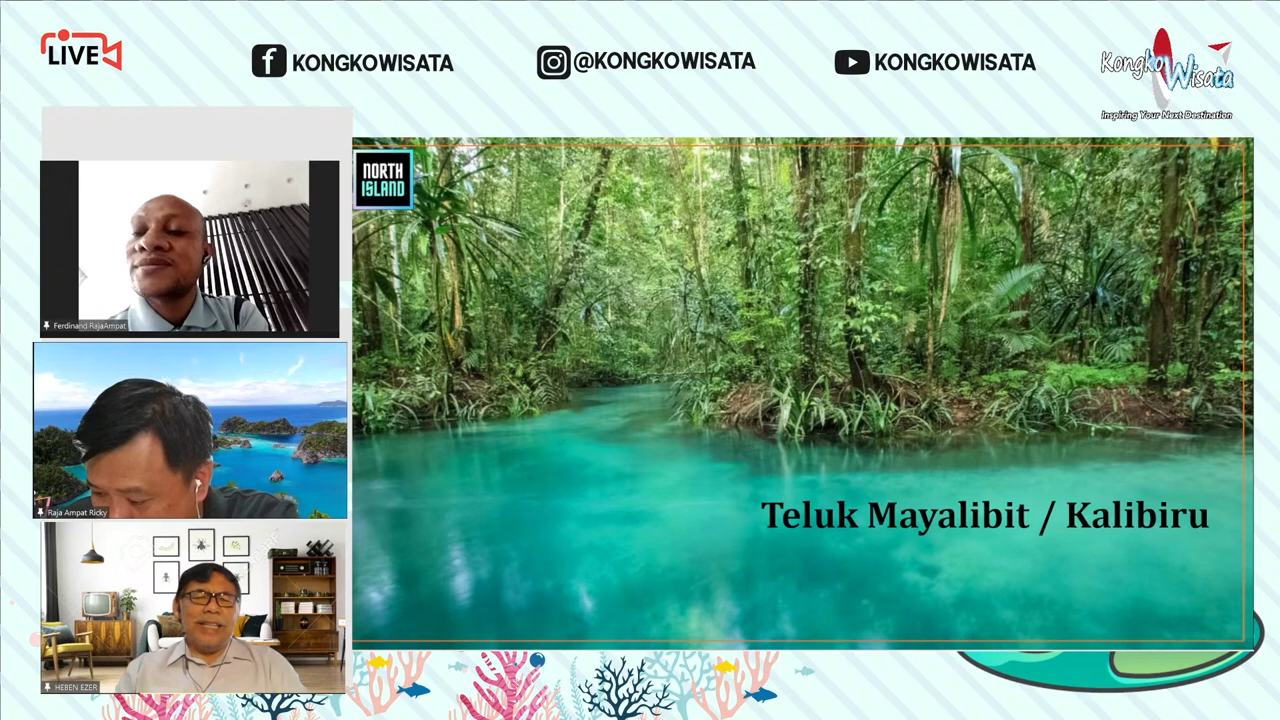 LIVE
KONGKOWISATA
@KONGKOWISATA
KONGKOWISATA
Kongko Wisata
Inspiring Your Next Destination
NORTH
ISLAND
Ferdinand RajaAmpat
Raja Ampat Ricky
HEBEN EZER
Teluk Mayalibit / Kalibiru